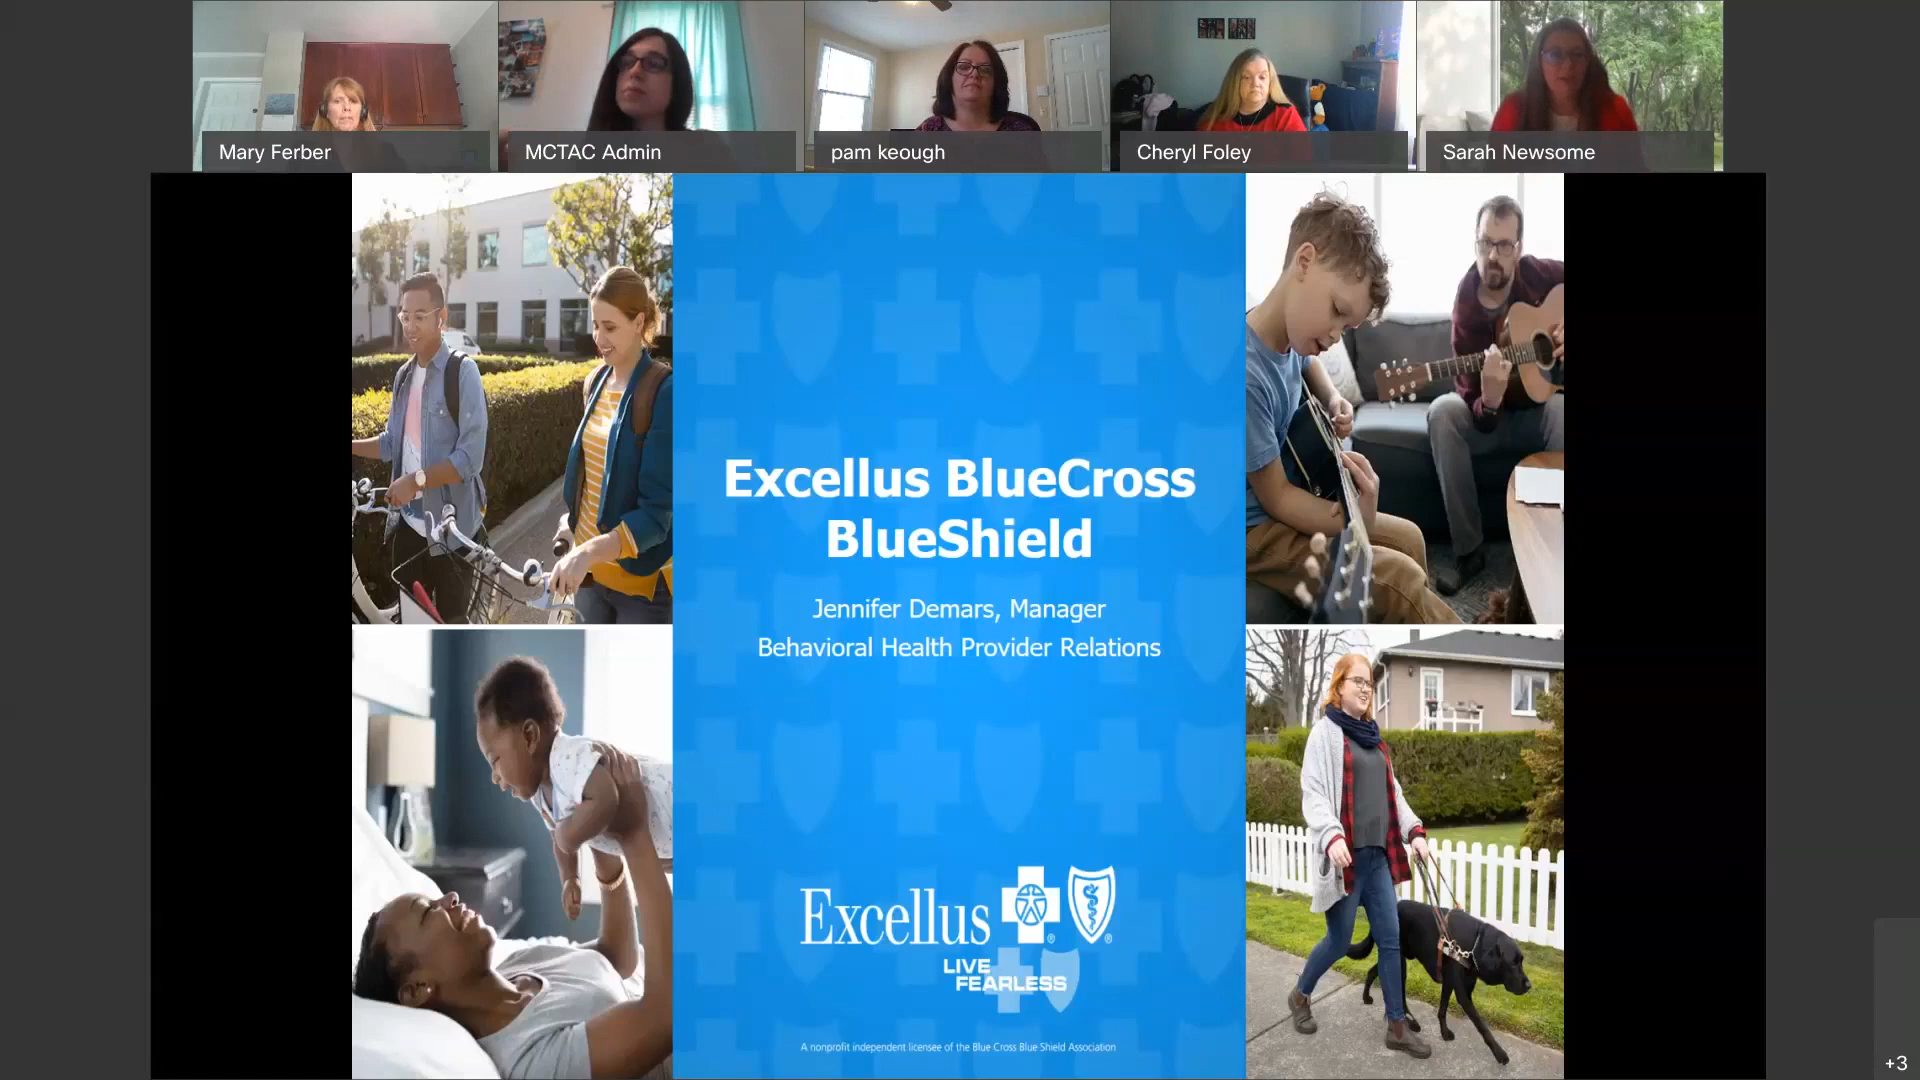 Mary Ferber
MCTAC Admin
pam keough
Cheryl Foley
Sarah Newsome
Excellus BlueCross
BlueShield
Jennifer Demars, Manager
Behavioral Health Provider Relations
Excellus
LIVE
FEARLESS
A nonprofit independent licensee of the Blue Cross Blue Shield Association
+3